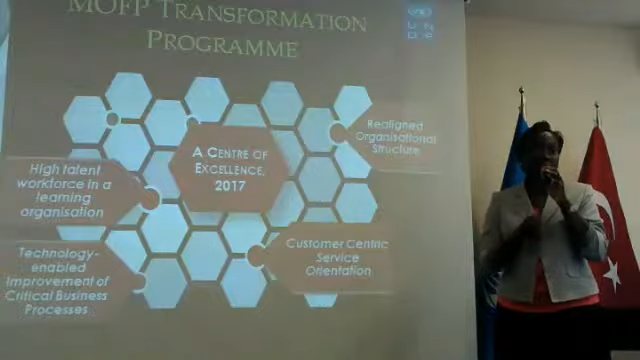 MOFP TRANSFORMATION
PROGRAMME
U N
D P
Realigned
Organisational
Structure
A CENTRE OF
EXCELLENCE,
2017
High talent
workforce in a
learning
organisation
Customer Centric
Service
Orientation
Technology-
enabled
Improvement of
Critical Business
Processes